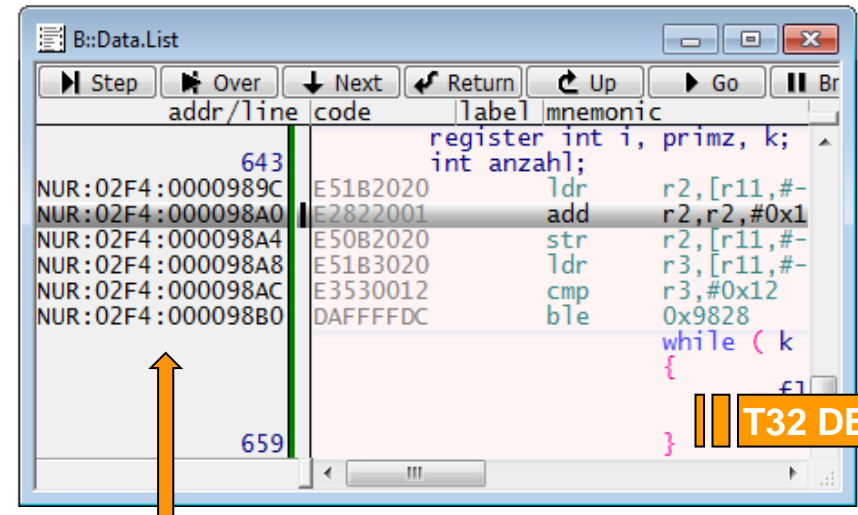 B::Data.List
Step Over Next Return Up Go Br
addr/line code label mnemonic
register int i, primz, k;
643 int anzahl;
NUR:02F4:0000989C E51B2020 ldr r2,[r11,#-
NUR:02F4:000098A0 E2822001 add r2,r2,#0x1
NUR:02F4:000098A4 E50B2020 str r2,[r11,#-
NUR:02F4:000098A8 E51B3020 ldr r3,[r11,#-
NUR:02F4:000098AC E3530012 cmp r3,#0x12
NUR:02F4:000098B0 DAFFFFDC ble 0x9828
while ( k
{
fl
T32 DE
659 }